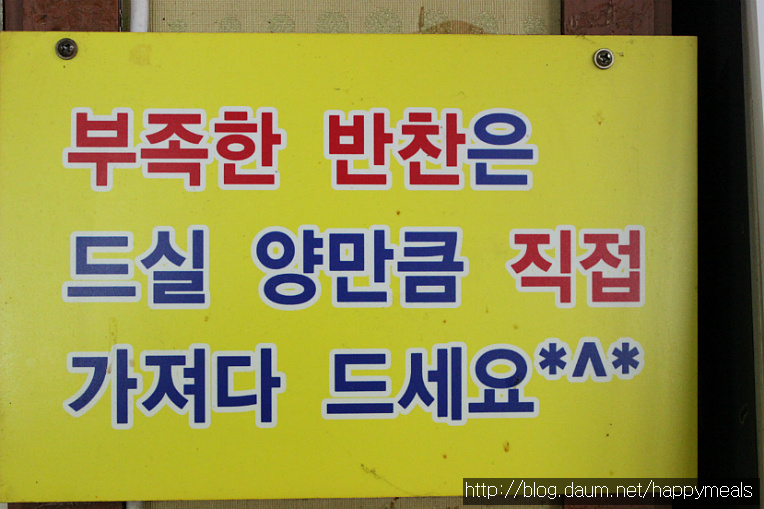 부족한 반찬은
드실 양만큼 직접
가져다 드세요*^*
http://blog.daum.net/happymeals